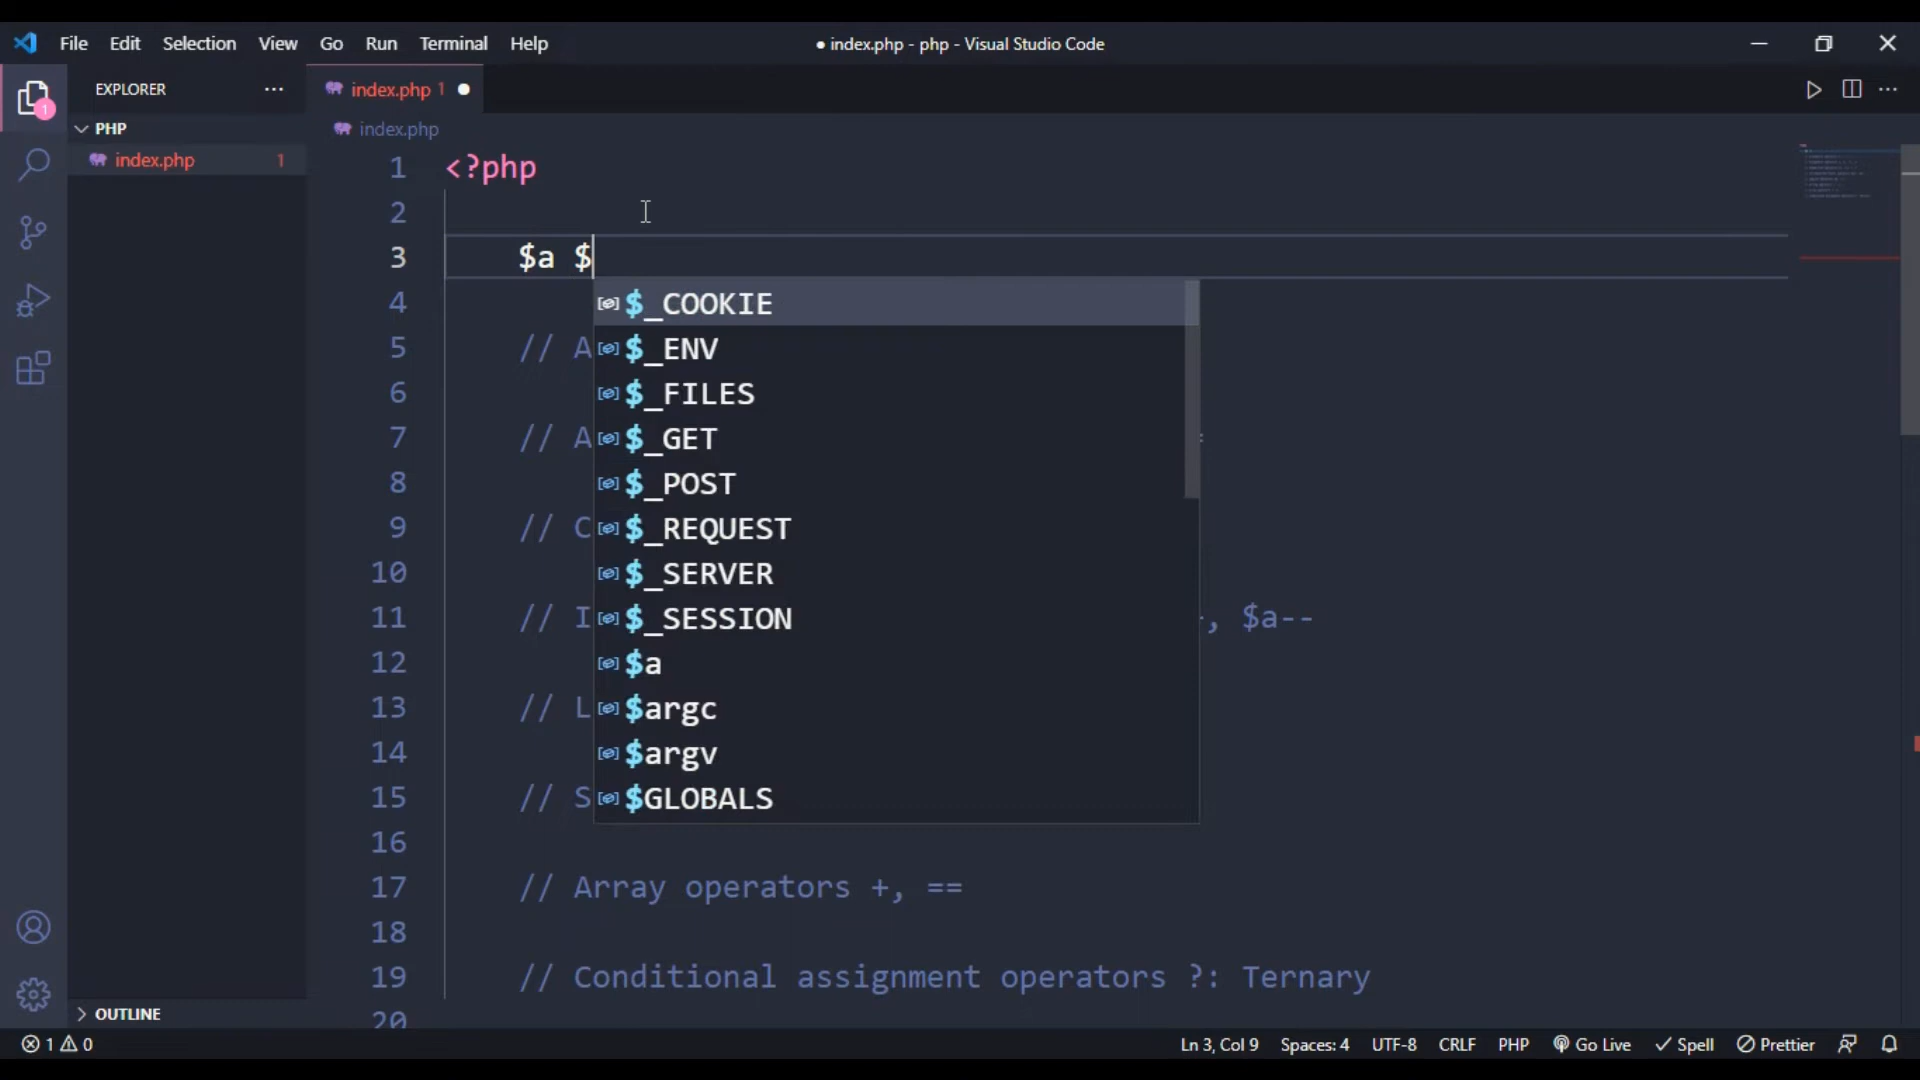 File Edit Selection View Go Run Terminal Help
● index.php - php - Visual Studio Code
EXPLORER ···
index.php 1 ●
PHP
index.php 1
index.php
1 <?php
2
3 $a $
4
5 // A
6
7 // A
8
9 // C
10
11 // I , $a--
12
13 // L
14
15 // S
16
17 // Array operators +, ==
18
19 // Conditional assignment operators ?: Ternary
20
$_COOKIE
$_ENV
$_FILES
$_GET
$_POST
$_REQUEST
$_SERVER
$_SESSION
$a
$argc
$argv
$GLOBALS
1
OUTLINE
1 0
Ln 3, Col 9 Spaces: 4 UTF-8 CRLF PHP Go Live Spell Prettier